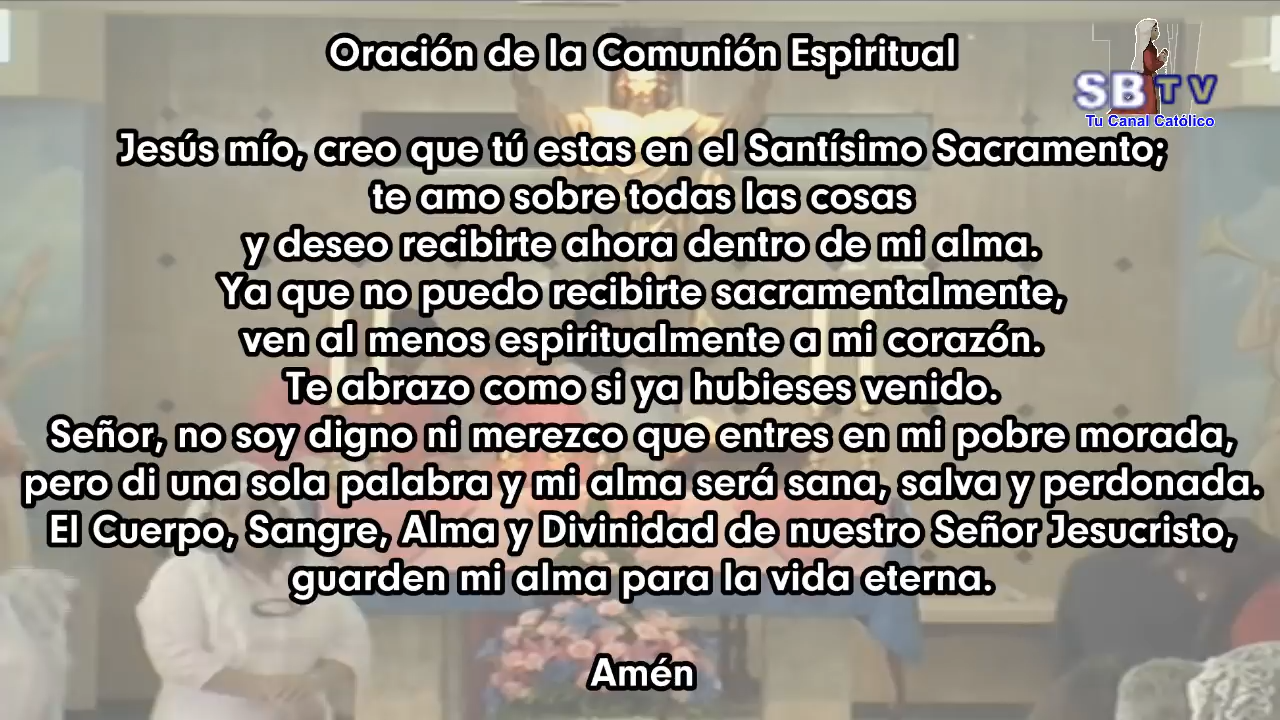 Oración de la Comunión Espiritual
SB TV
Tu Canal Católico
Jesús mío, creo que tú estas en el Santísimo Sacramento;
te amo sobre todas las cosas
y deseo recibirte ahora dentro de mi alma.
Ya que no puedo recibirte sacramentalmente,
ven al menos espiritualmente a mi corazón.
Te abrazo como si ya hubieses venido.
Señor, no soy digno ni merezco que entres en mi pobre morada,
pero di una sola palabra y mi alma será sana, salva y perdonada.
El Cuerpo, Sangre, Alma y Divinidad de nuestro Señor Jesucristo,
guarden mi alma para la vida eterna.
Amén